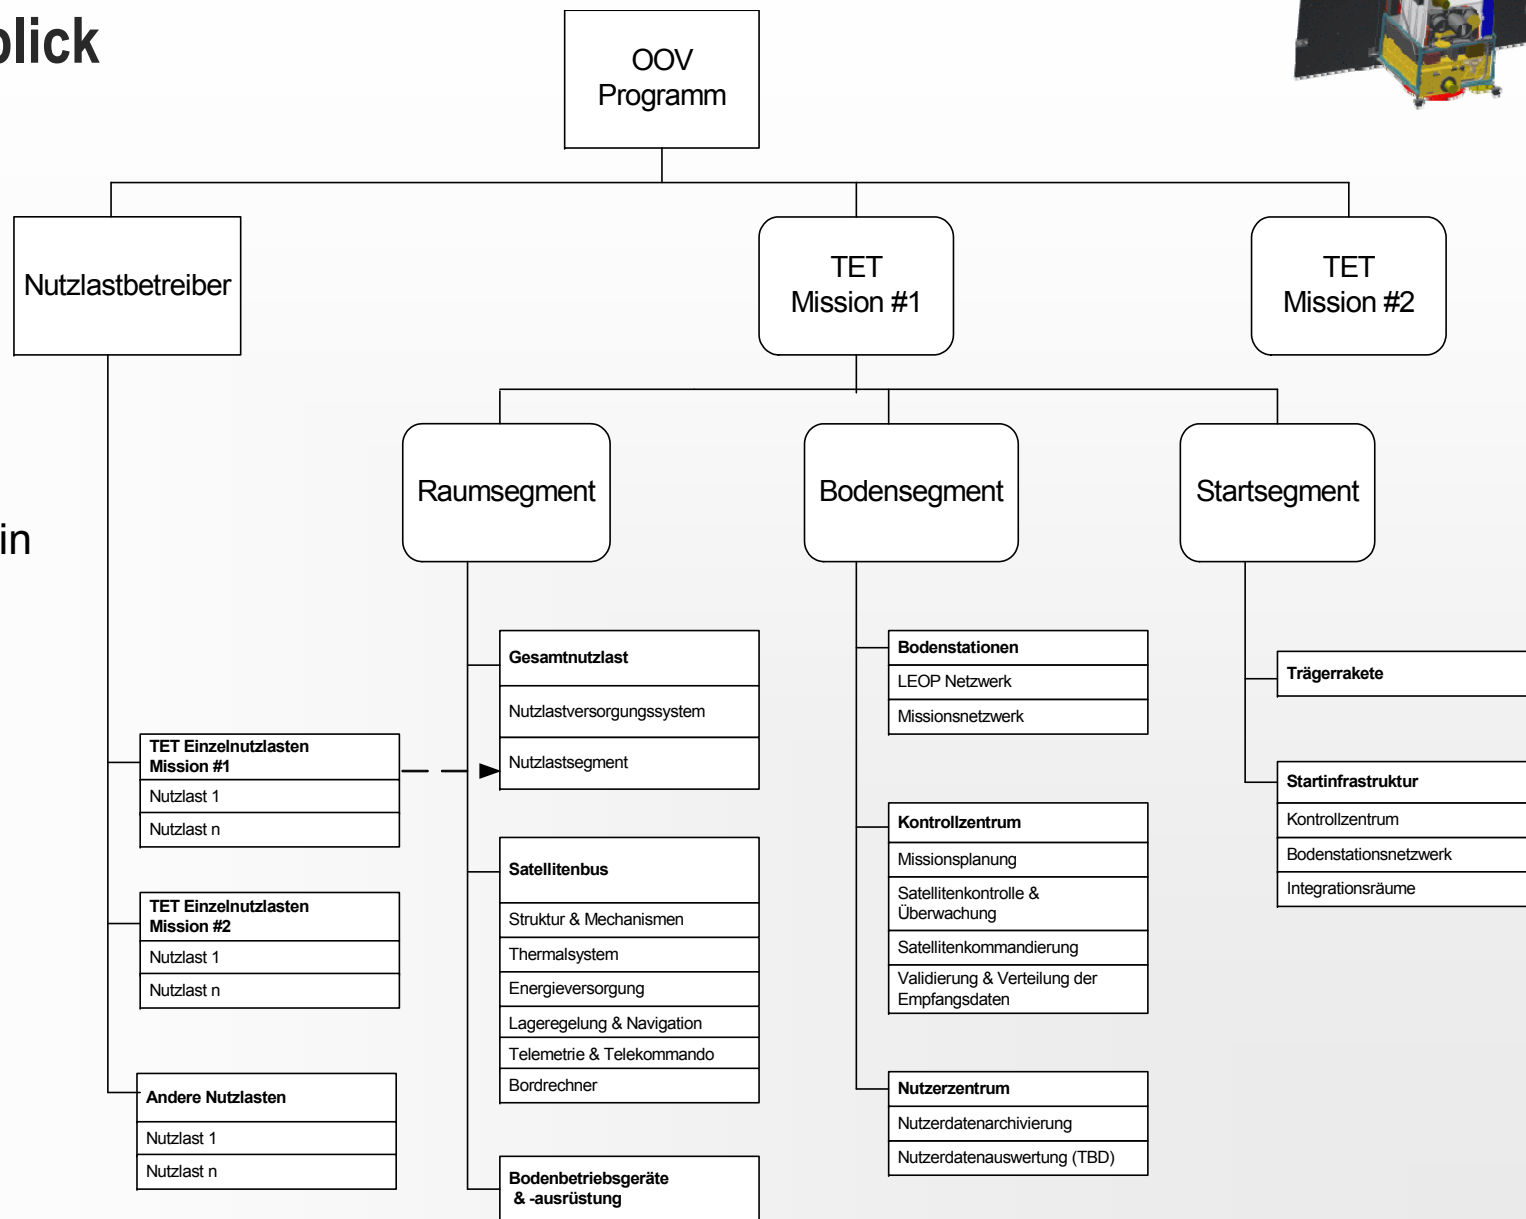 OOV
Programm
Nutzlastbetreiber
TET
Mission #1
TET
Mission #2
in
Raumsegment
Bodensegment
Startsegment
TET Einzelnutzlasten
Mission #1
Nutzlast 1
Nutzlast n
TET Einzelnutzlasten
Mission #2
Nutzlast 1
Nutzlast n
Andere Nutzlasten
Nutzlast 1
Nutzlast n
Gesamtnutzlast
Nutzlastversorgungssystem
Nutzlastsegment
Satellitenbus
Struktur & Mechanismen
Thermalsystem
Energieversorgung
Lageregelung & Navigation
Telemetrie & Telekommando
Bordrechner
Bodenbetriebsgeräte
& -ausrüstung
Bodenstationen
LEOP Netzwerk
Missionsnetzwerk
Kontrollzentrum
Missionsplanung
Satellitenkontrolle &
Überwachung
Satellitenkommandierung
Validierung & Verteilung der
Empfangsdaten
Nutzerzentrum
Nutzerdatenarchivierung
Nutzerdatenauswertung (TBD)
Trägerrakete
Startinfrastruktur
Kontrollzentrum
Bodenstationsnetzwerk
Integrationsräume